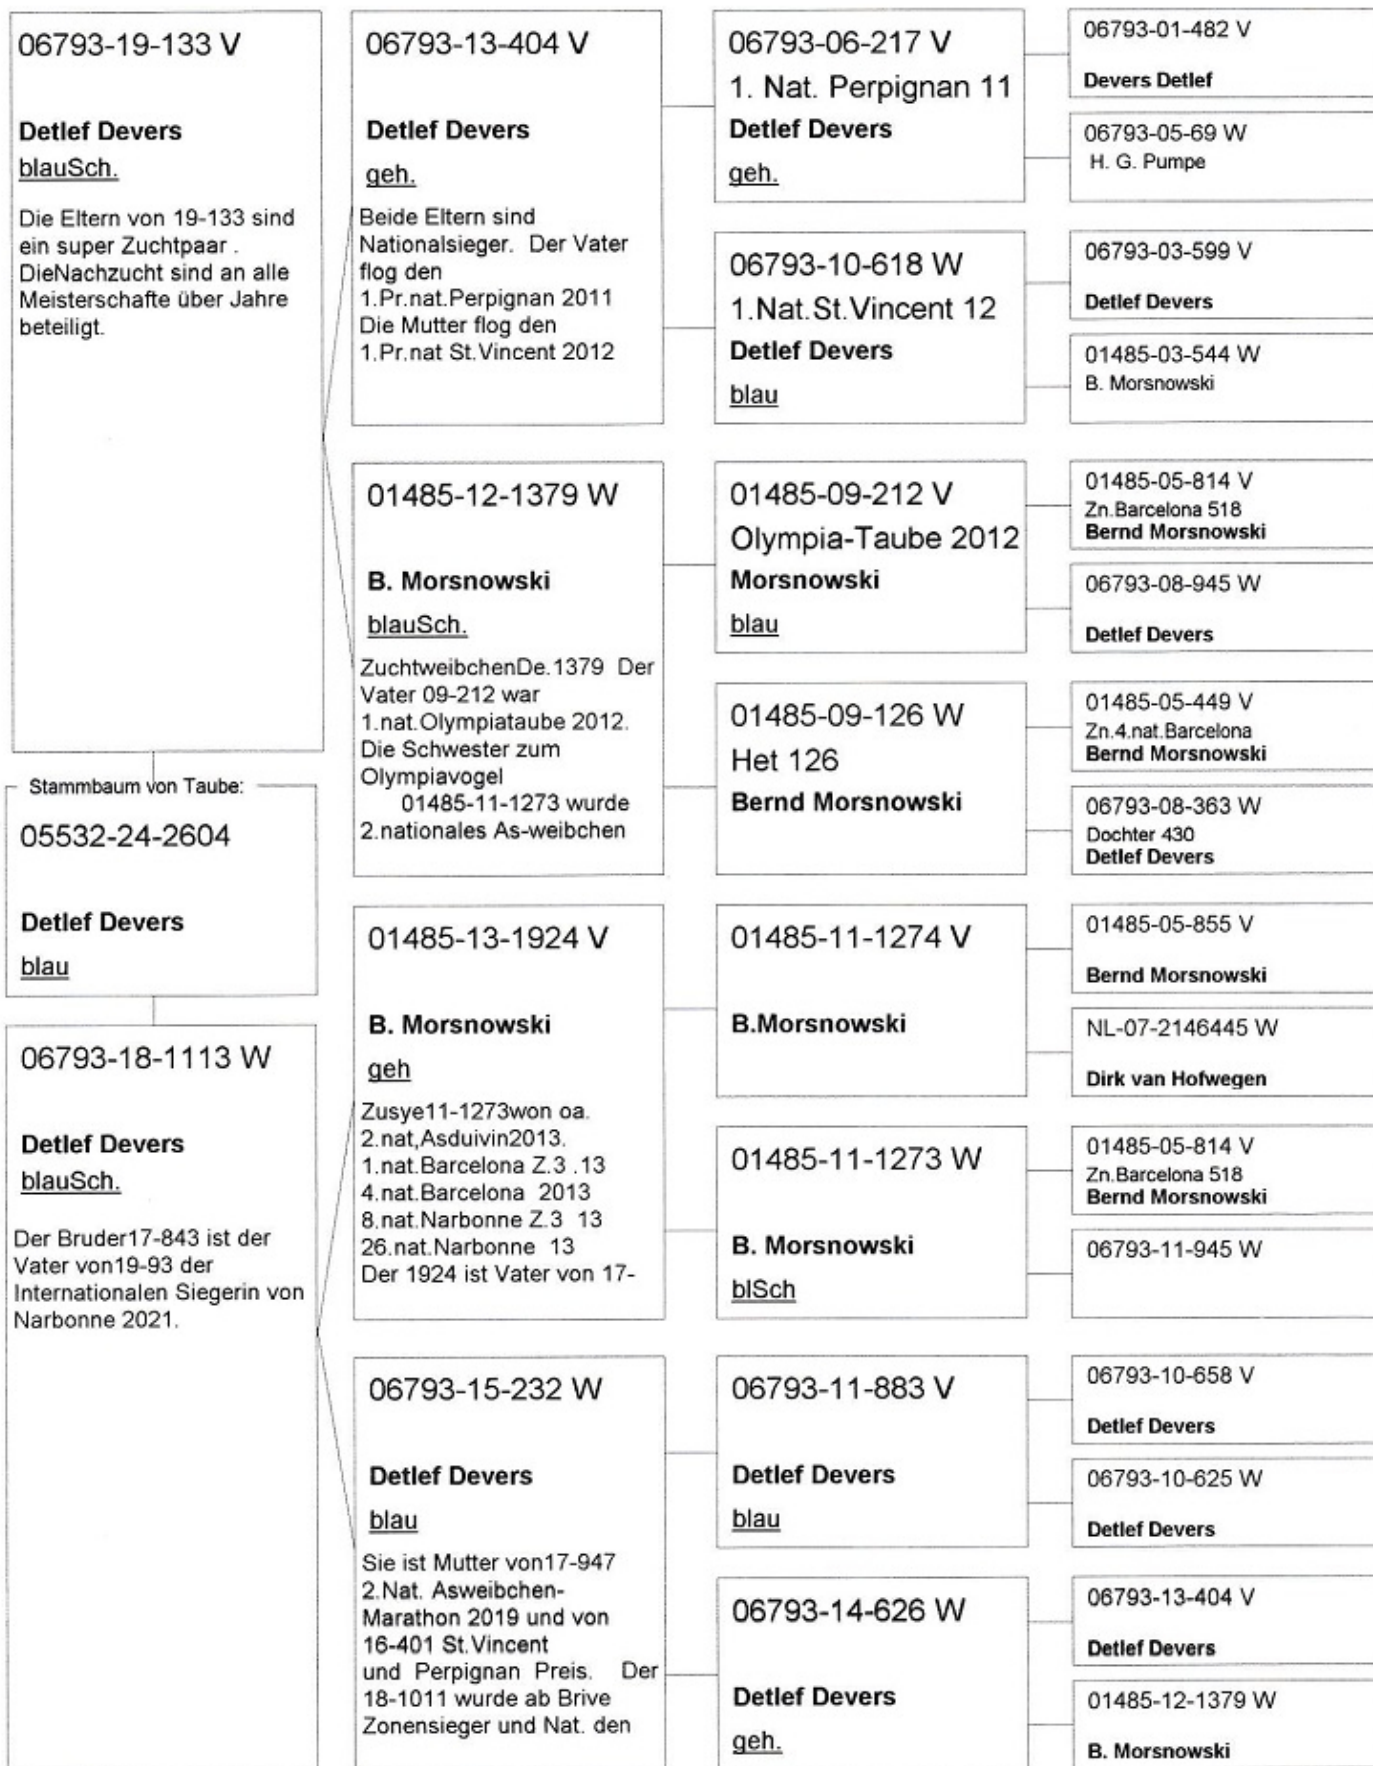 06793-19-133 V
Detlef Devers
blauSch.
Die Eltern von 19-133 sind
ein super Zuchtpaar .
DieNachzucht sind an alle
Meisterschafte über Jahre
beteiligt.
Stammbaum von Taube:
05532-24-2604
Detlef Devers
blau
06793-18-1113 W
Detlef Devers
blauSch.
Der Bruder17-843 ist der
Vater von19-93 der
Internationalen Siegerin von
Narbonne 2021.
06793-13-404 V
Detlef Devers
geh.
Beide Eltern sind
Nationalsieger. Der Vater
flog den
1.Pr.nat.Perpignan 2011
Die Mutter flog den
1.Pr.nat St.Vincent 2012
01485-12-1379 W
B. Morsnowski
blauSch.
ZuchtweibchenDe.1379 Der
Vater 09-212 war
1.nat.Olympiataube 2012.
Die Schwester zum
Olympiavogel
01485-11-1273 wurde
2.nationales As-weibchen
01485-13-1924 V
B. Morsnowski
geh
Zusye11-1273won oa.
2.nat,Asduivin2013.
1.nat.Barcelona Z.3 .13
4.nat.Barcelona 2013
8.nat.Narbonne Z.3 13
26.nat.Narbonne 13
Der 1924 ist Vater von 17-
06793-15-232 W
Detlef Devers
blau
Sie ist Mutter von17-947
2.Nat. Asweibchen-
Marathon 2019 und von
16-401 St.Vincent
und Perpignan Preis. Der
18-1011 wurde ab Brive
Zonensieger und Nat. den
06793-06-217 V
1. Nat. Perpignan 11
Detlef Devers
geh.
06793-10-618 W
1.Nat.St.Vincent 12
Detlef Devers
blau
01485-09-212 V
Olympia-Taube 2012
Morsnowski
blau
01485-09-126 W
Het 126
Bernd Morsnowski
01485-11-1274 V
B.Morsnowski
01485-11-1273 W
B. Morsnowski
blSch
06793-11-883 V
Detlef Devers
blau
06793-14-626 W
Detlef Devers
geh.
06793-01-482 V
Devers Detlef
06793-05-69 W
H. G. Pumpe
06793-03-599 V
Detlef Devers
01485-03-544 W
B. Morsnowski
01485-05-814 V
Zn.Barcelona 518
Bernd Morsnowski
06793-08-945 W
Detlef Devers
01485-05-449 V
Zn.4.nat.Barcelona
Bernd Morsnowski
06793-08-363 W
Dochter 430
Detlef Devers
01485-05-855 V
Bernd Morsnowski
NL-07-2146445 W
Dirk van Hofwegen
01485-05-814 V
Zn.Barcelona 518
Bernd Morsnowski
06793-11-945 W
06793-10-658 V
Detlef Devers
06793-10-625 W
Detlef Devers
06793-13-404 V
Detlef Devers
01485-12-1379 W
B. Morsnowski